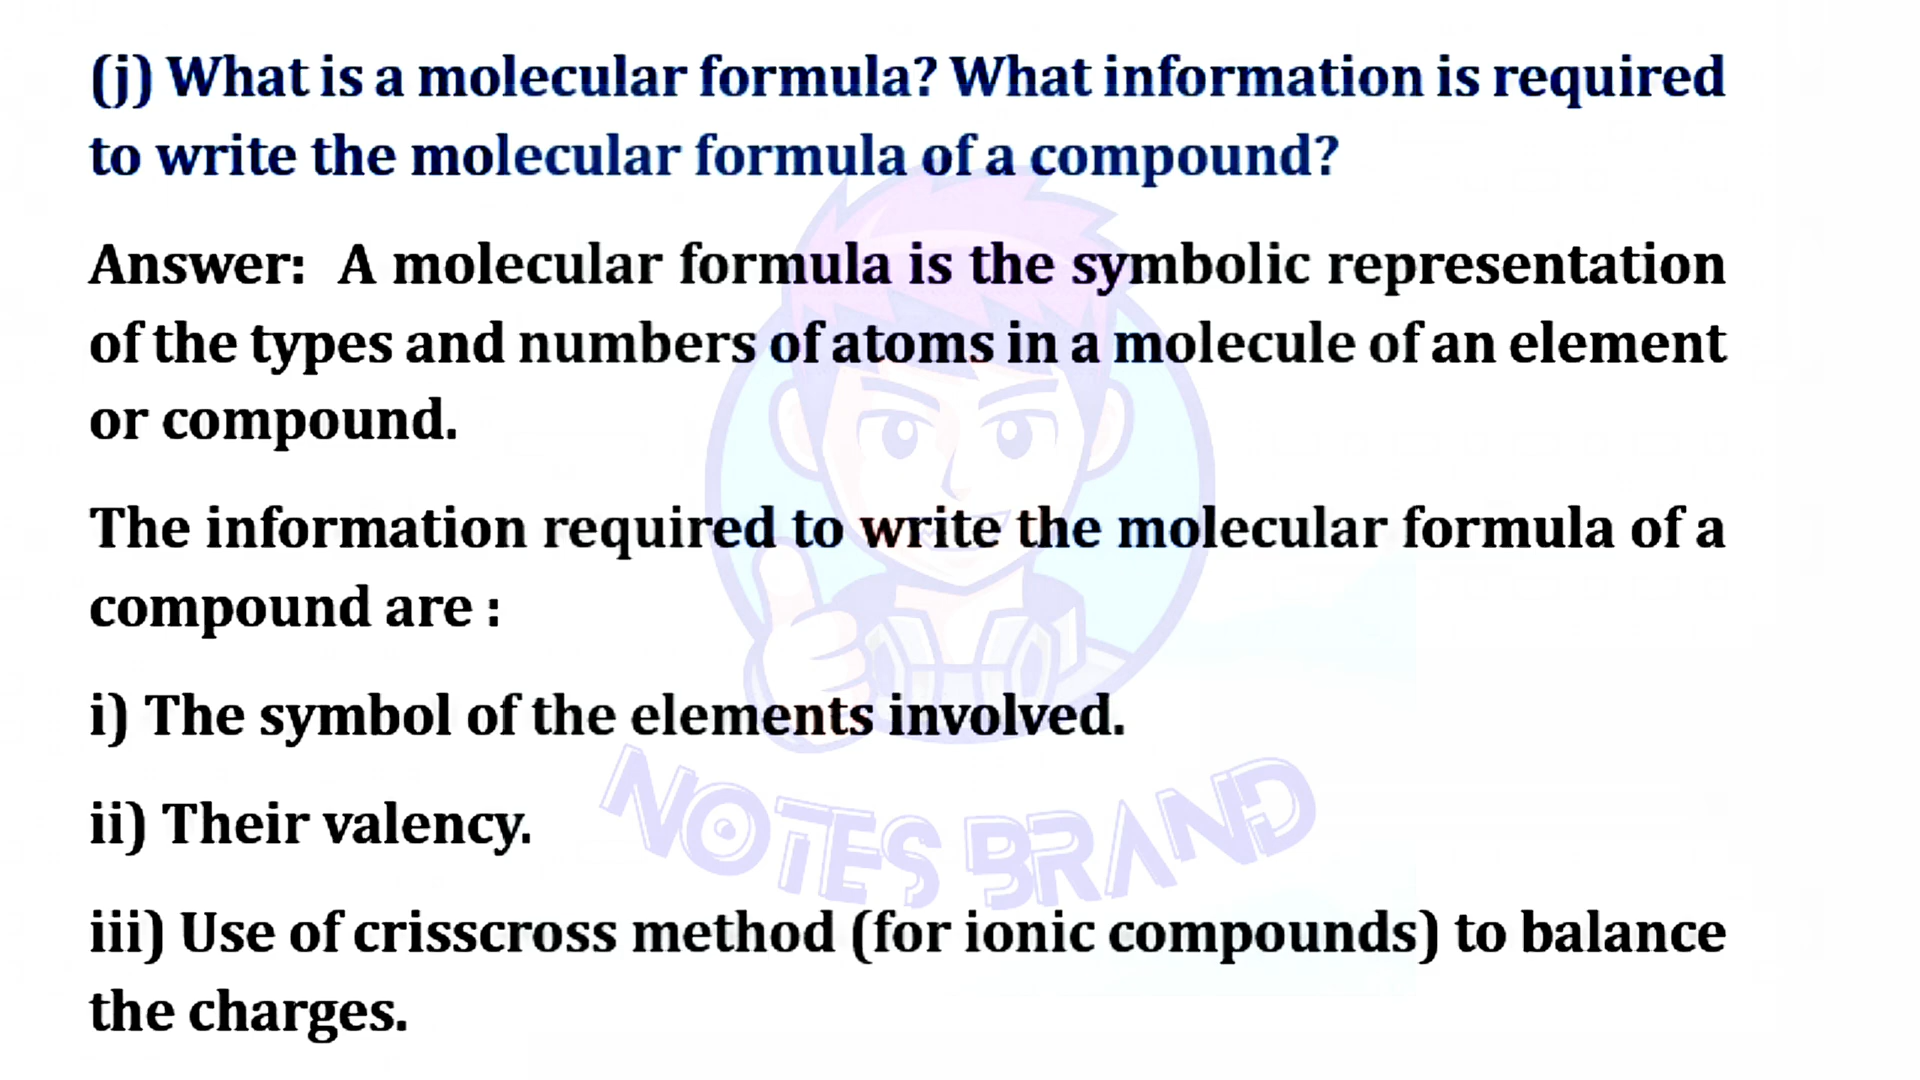 (j) What is a molecular formula? What information is required
to write the molecular formula of a compound?
Answer: A molecular formula is the symbolic representation
of the types and numbers of atoms in a molecule of an element
or compound.
The information required to write the molecular formula of a
compound are :
i) The symbol of the elements involved.
ii) Their valency.
NOTES BRAND
iii) Use of crisscross method (for ionic compounds) to balance
the charges.